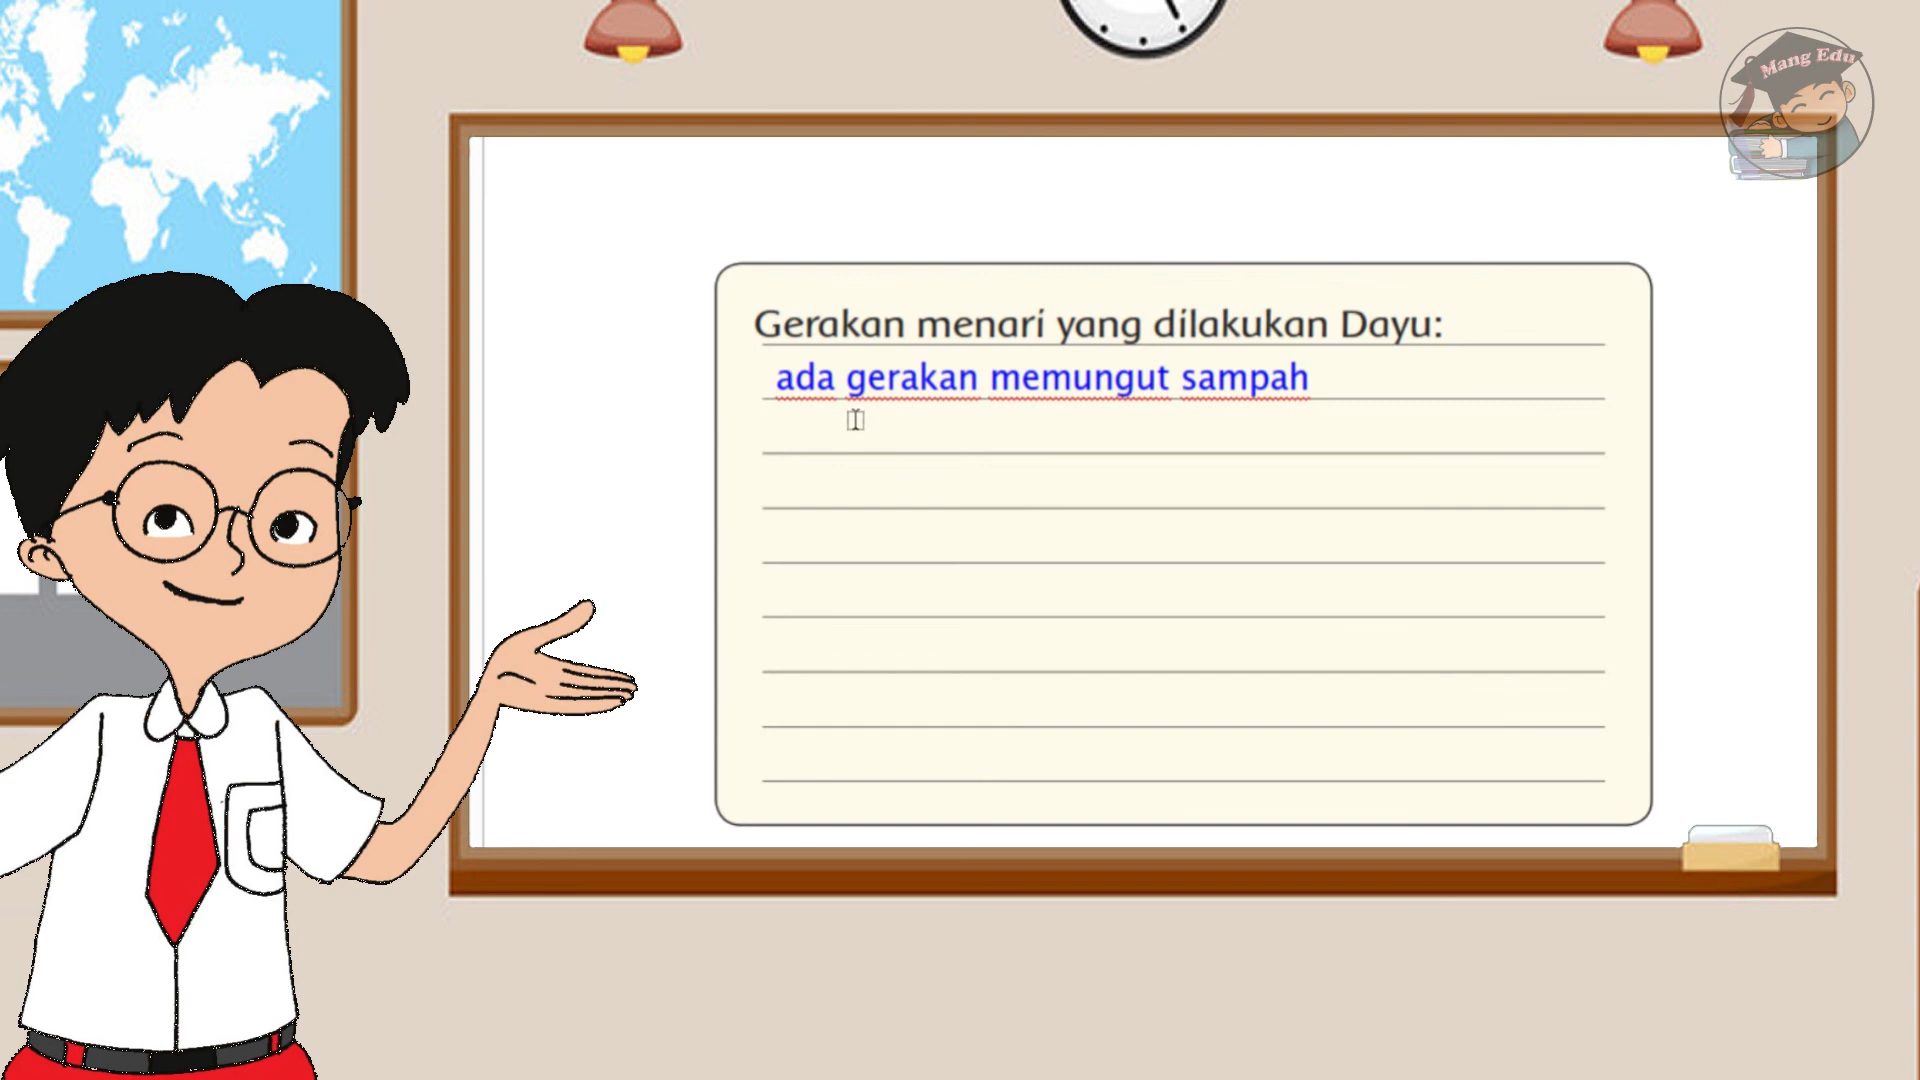 Mang Edu
Gerakan menari yang dilakukan Dayu:
ada gerakan memungut sampah